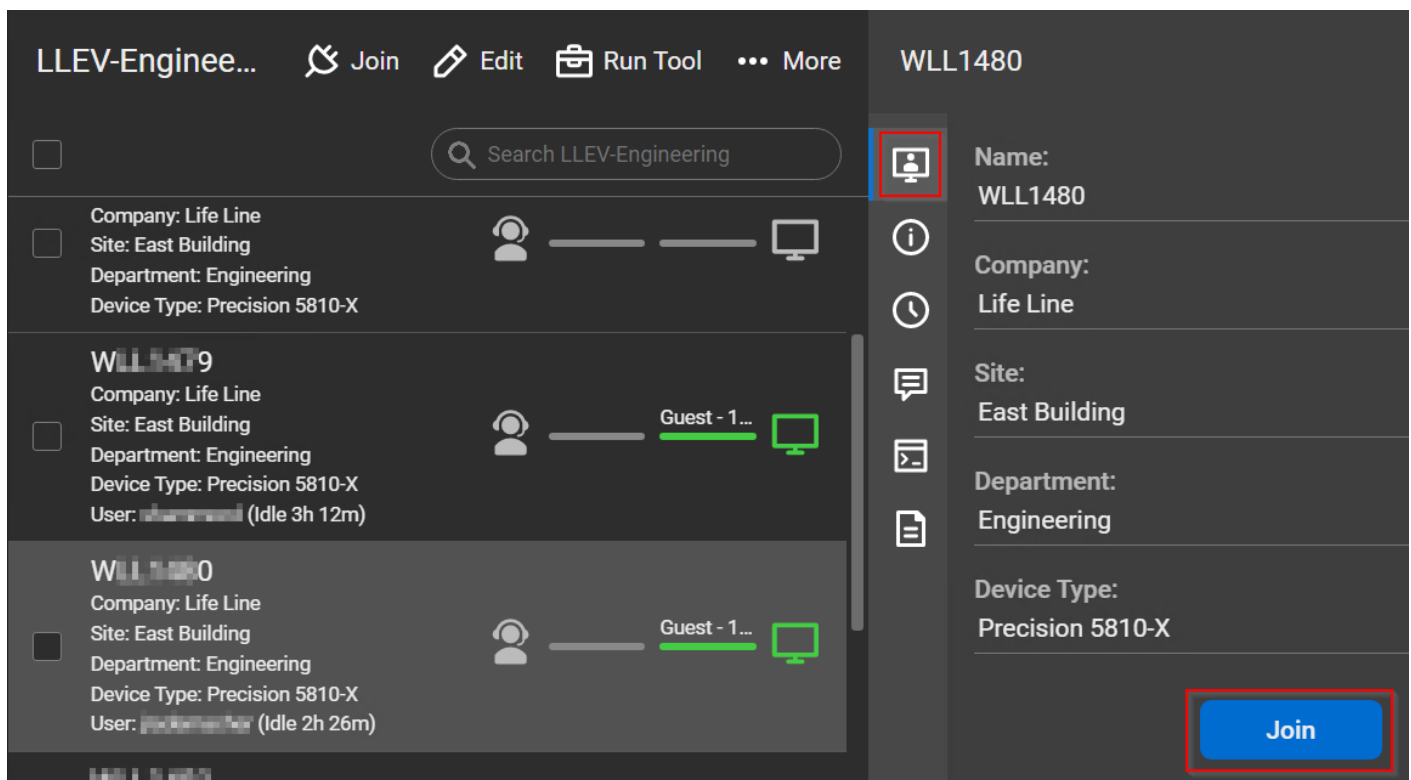 LLEV-Enginee...
Join
Edit
Run Tool
More
Search LLEV-Engineering
Company: Life Line
Site: East Building
Department: Engineering
Device Type: Precision 5810-X
Company: Life Line
Site: East Building
Department: Engineering
Device Type: Precision 5810-X
User: (Idle 3h 12m)
Guest - 1...
Company: Life Line
Site: East Building
Department: Engineering
Device Type: Precision 5810-X
User: (Idle 2h 26m)
Guest - 1...
WLL1480
Name:
WLL1480
Company:
Life Line
Site:
East Building
Department:
Engineering
Device Type:
Precision 5810-X
Join